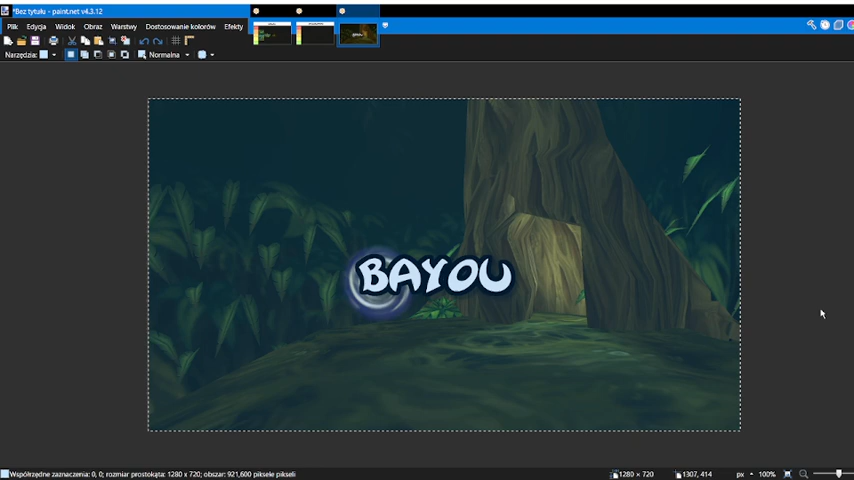 *Bez tytułu - paint.net v4.3.12
Plik Edycja Widok Obraz Warstwy Dostosowanie kolorów Efekty
Narzędzia: Normalna
BAYOU
Współrzędne zaznaczenia: 0, 0; rozmiar prostokąta: 1280 x 720; obszar: 921,600 piksele pikseli
1280 × 720 1307, 414 px 100%